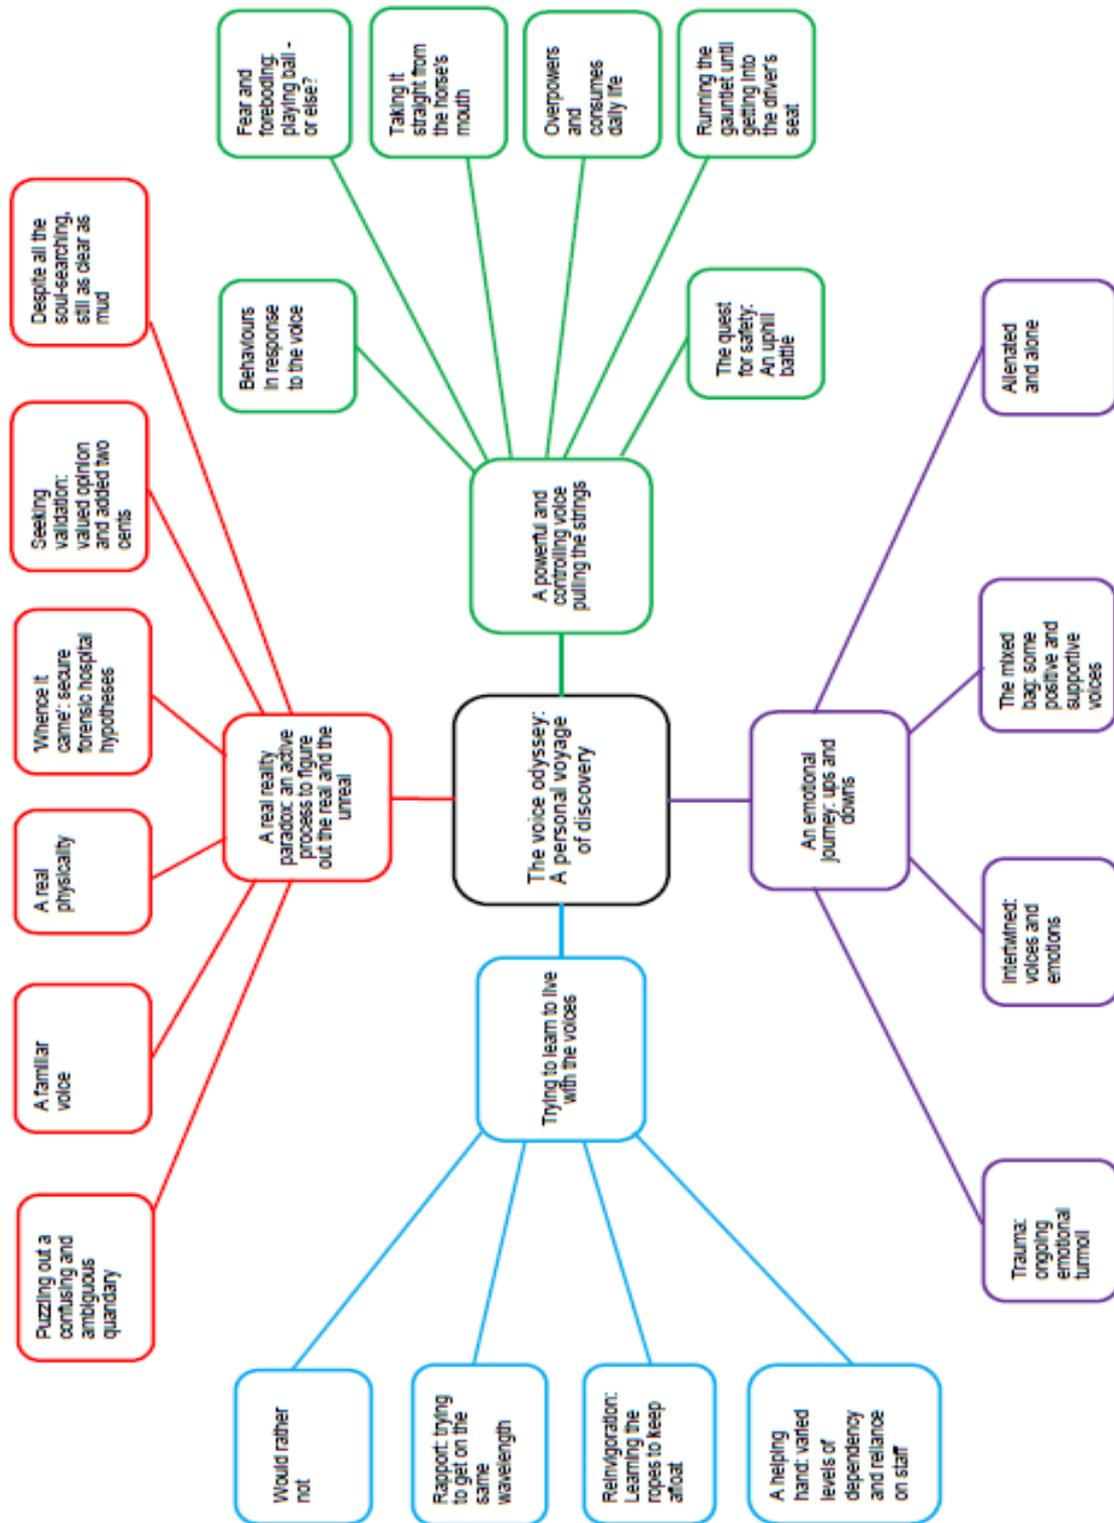 Puzzling out a
confusing and
ambiguous
quandary
A familiar
voice
A real
physicality
'Whence it
came': secure
forensic hospital
hypotheses
Seeking
validation:
valued opinion
and added two
cents
Despite all the
soul-searching,
still as clear as
mud
A real reality
paradox: an active
process to figure
out the real and the
unreal
Would rather
not
Rapport: trying
to get on the
same
wavelength
Reinvigoration:
Learning the
ropes to keep
afloat
A helping
hand: varied
levels of
dependency
and reliance
on staff
Trying to learn to live
with the voices
The voice odyssey:
A personal voyage
of discovery
A powerful and
controlling voice
pulling the strings
Behaviours
in response
to the voice
Fear and
foreboding:
playing ball -
or else?
Taking it
straight from
the horse's
mouth
Overpowers
and
consumes
daily life
Running the
gauntlet until
getting into
the driver's
seat
The quest
for safety:
An uphill
battle
An emotional
journey: ups and
downs
Trauma:
ongoing
emotional
turmoil
Intertwined:
voices and
emotions
The mixed
bag: some
positive and
supportive
voices
Alienated
and alone